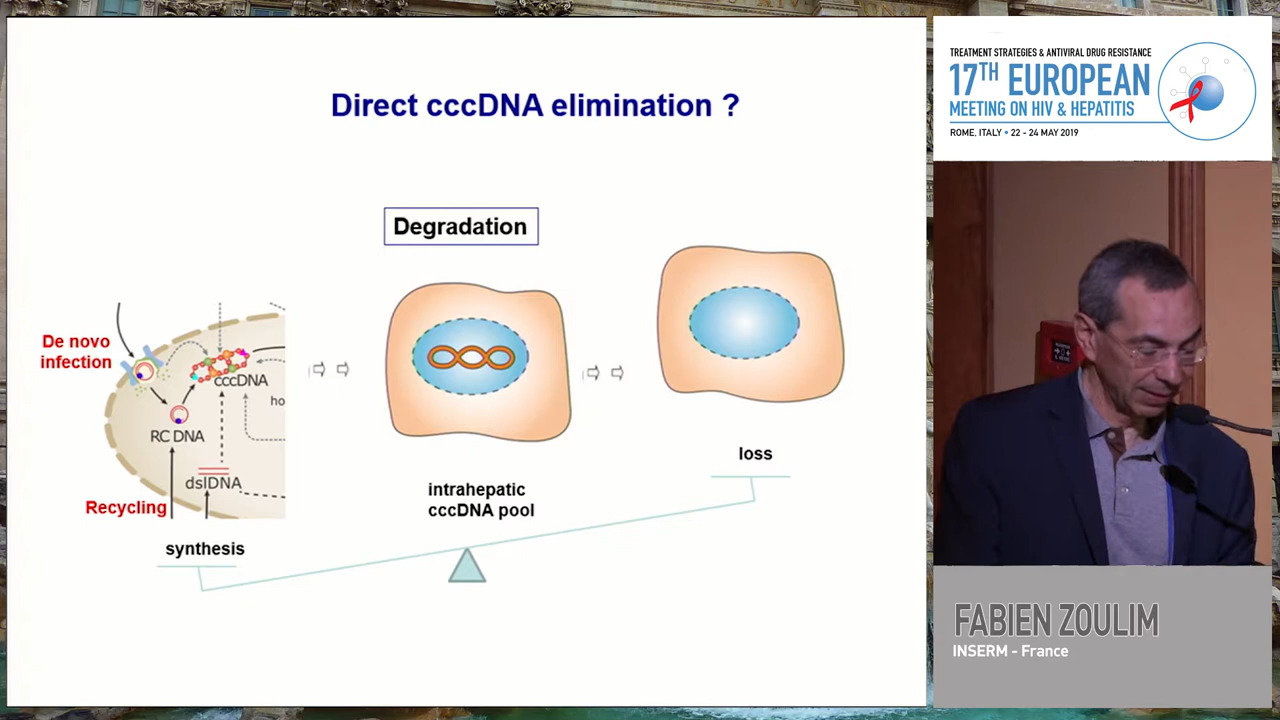 Direct cccDNA elimination ?
Degradation
De novo
infection
cccDNA
ho
RC DNA
dslDNA
Recycling
synthesis
intrahepatic
cccDNA pool
loss
TREATMENT STRATEGIES & ANTIVIRAL DRUG RESISTANCE
17TH EUROPEAN
MEETING ON HIV & HEPATITIS
ROME, ITALY • 22 - 24 MAY 2019
FABIEN ZOULIM
INSERM - France